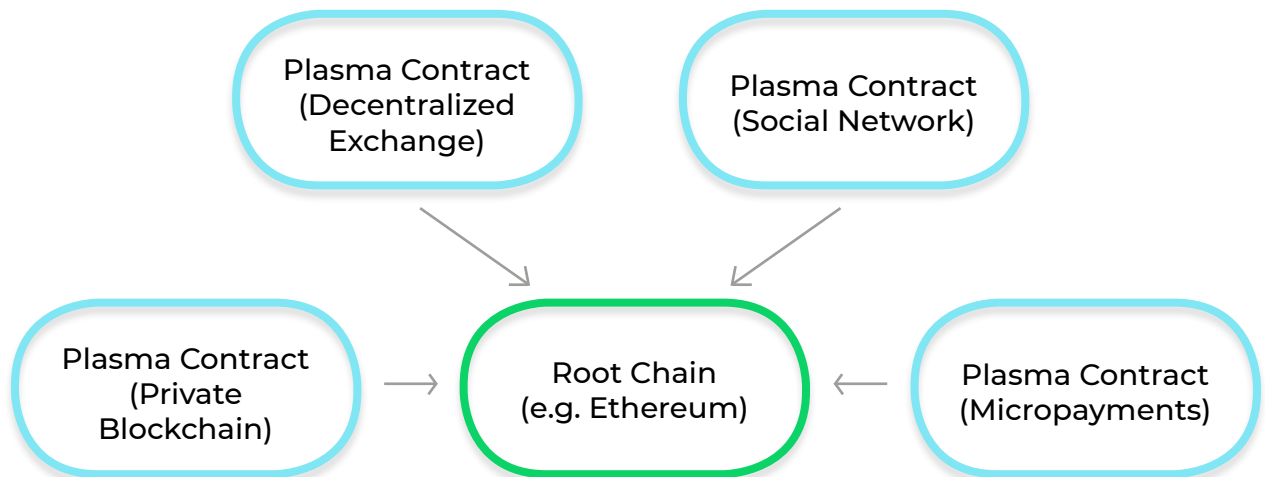 Plasma Contract
(Decentralized
Exchange)
Plasma Contract
(Social Network)
Plasma Contract
(Private
Blockchain)
Root Chain
(e.g. Ethereum)
Plasma Contract
(Micropayments)